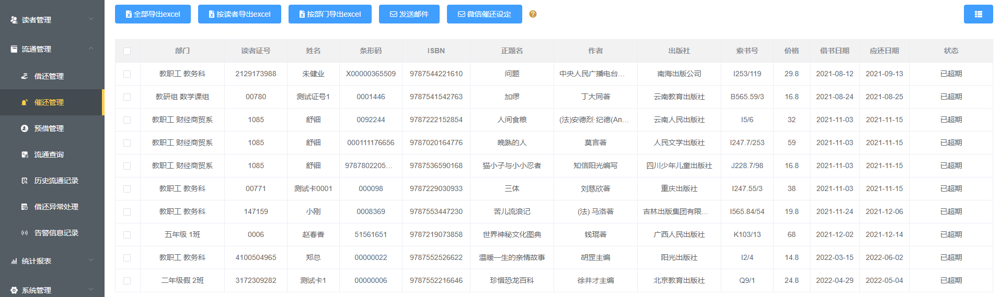 全部导出excel 按读者导出excel 按部门导出excel 发送邮件 微信催还设定
读者管理
流通管理
借还管理
催还管理
预借管理
流通查询
历史流通记录
借还异常处理
告警信息记录
统计报表
系统管理
部门 读者证号 姓名 条形码 ISBN 正题名 作者 出版社 索书号 价格 借书日期 应还日期 状态
教职工 教务科 2129173988 朱健业 X00000365509 9787544221610 问题 中央人民广播电台... 南海出版公司 I253/119 29.8 2021-08-12 2021-09-13 已超期
教研组 数学课组 00780 测试证号1 0001446 9787541542763 加缪 丁大同著 云南教育出版社 B565.59/3 16.8 2021-08-24 2021-08-25 已超期
教职工 财经商贸系 1085 舒钿 0092244 9787222152854 人间食粮 (法)安德烈·纪德(An... 云南人民出版社 I5/6 32 2021-11-03 2021-11-15 已超期
教职工 财经商贸系 1085 舒钿 000111176656 9787020164776 晚熟的人 莫言著 人民文学出版社 I247.7/253 59 2021-11-03 2021-11-15 已超期
教职工 财经商贸系 1085 舒钿 9787802205... 9787536590168 猫小子与小小忍者 知信阳光编写 四川少年儿童出版社 J228.7/98 16.8 2021-11-03 2021-11-15 已超期
教职工 教务科 00771 测试卡0001 000098 9787229030933 三体 刘慈欣著 重庆出版社 I247.55/3 38 2021-11-03 2021-11-15 已超期
教职工 教务科 147159 小刚 0008369 9787553447230 苦儿流浪记 (法) 马洛著 吉林出版集团有限... I565.84/54 19.8 2021-11-24 2021-12-06 已超期
五年级 1班 0006 赵春香 51561651 9787219073858 世界神秘文化图典 钱琨著 广西人民出版社 K103/13 68 2021-12-02 2021-12-14 已超期
教职工 教务科 4100504965 郑总 00000022 9787552526622 温暖一生的亲情故事 胡罡主编 阳光出版社 I2/4 14.8 2022-03-15 2022-06-02 已超期
二年级假 2班 3172309282 测试卡1 00000006 9787552216646 珍惜恐龙百科 徐井才主编 北京教育出版社 Q9/1 24.8 2022-04-29 2022-05-04 已超期